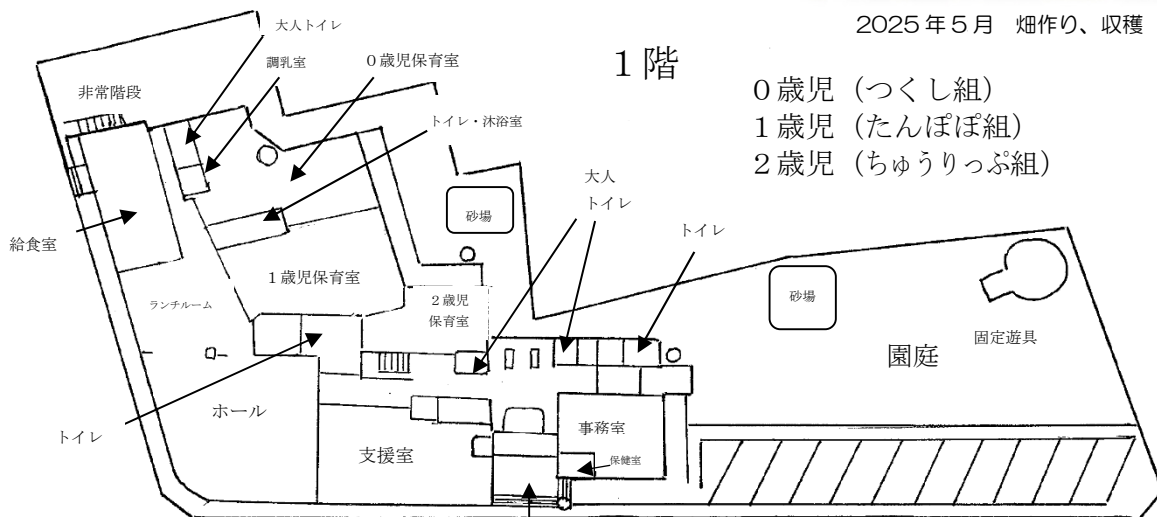 2025年5月　畑作り、収穫
大人トイレ
１階
調乳室
０歳児保育室
非常階段
０歳児（つくし組）
１歳児（たんぽぽ組）
２歳児（ちゅうりっぷ組）
トイレ・沐浴室
大人
トイレ
砂場
トイレ
給食室
１歳児保育室
２歳児
保育室
ランチルーム
砂場
固定遊具
園庭
ホール
トイレ
支援室
事務室
保健室